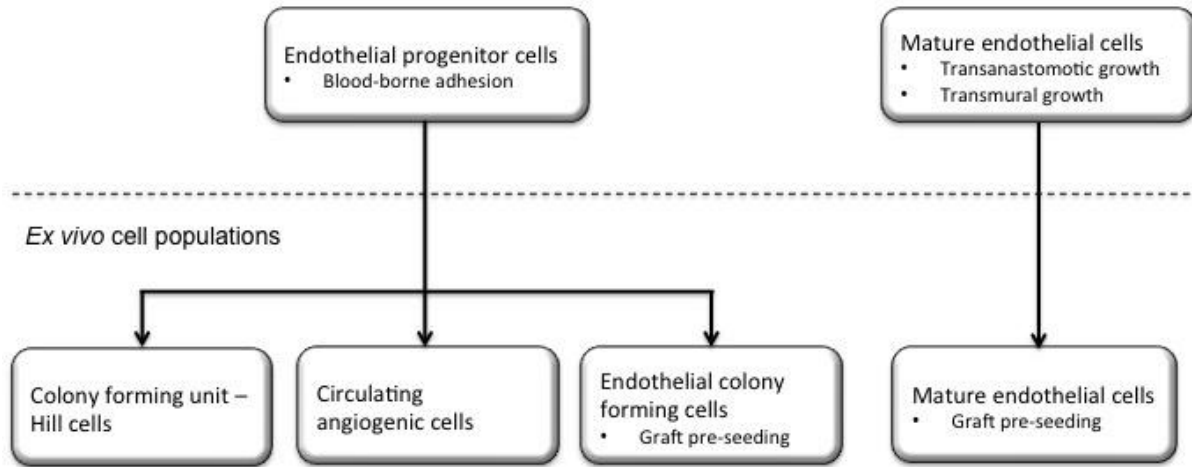 Endothelial progenitor cells
• Blood-borne adhesion
Mature endothelial cells
• Transanastomotic growth
• Transmural growth
Ex vivo cell populations
Colony forming unit –
Hill cells
Circulating
angiogenic cells
Endothelial colony
forming cells
• Graft pre-seeding
Mature endothelial cells
• Graft pre-seeding